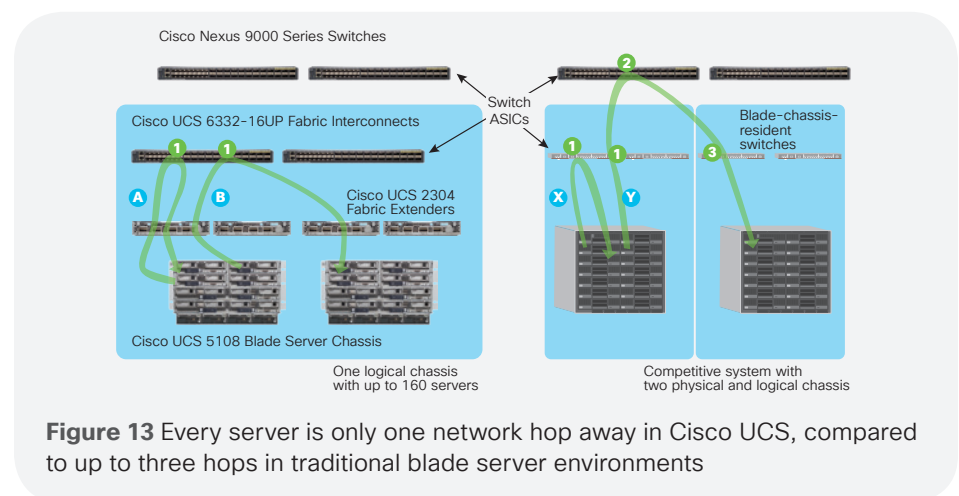 Cisco Nexus 9000 Series Switches
Switch
ASICs
Cisco UCS 6332-16UP Fabric Interconnects
1
1
A
B
Cisco UCS 2304
Fabric Extenders
Cisco UCS 5108 Blade Server Chassis
One logical chassis
with up to 160 servers
2
Blade-chassis-
resident
switches
1
1
3
X
Y
Competitive system with
two physical and logical chassis
Figure 13 Every server is only one network hop away in Cisco UCS, compared
to up to three hops in traditional blade server environments